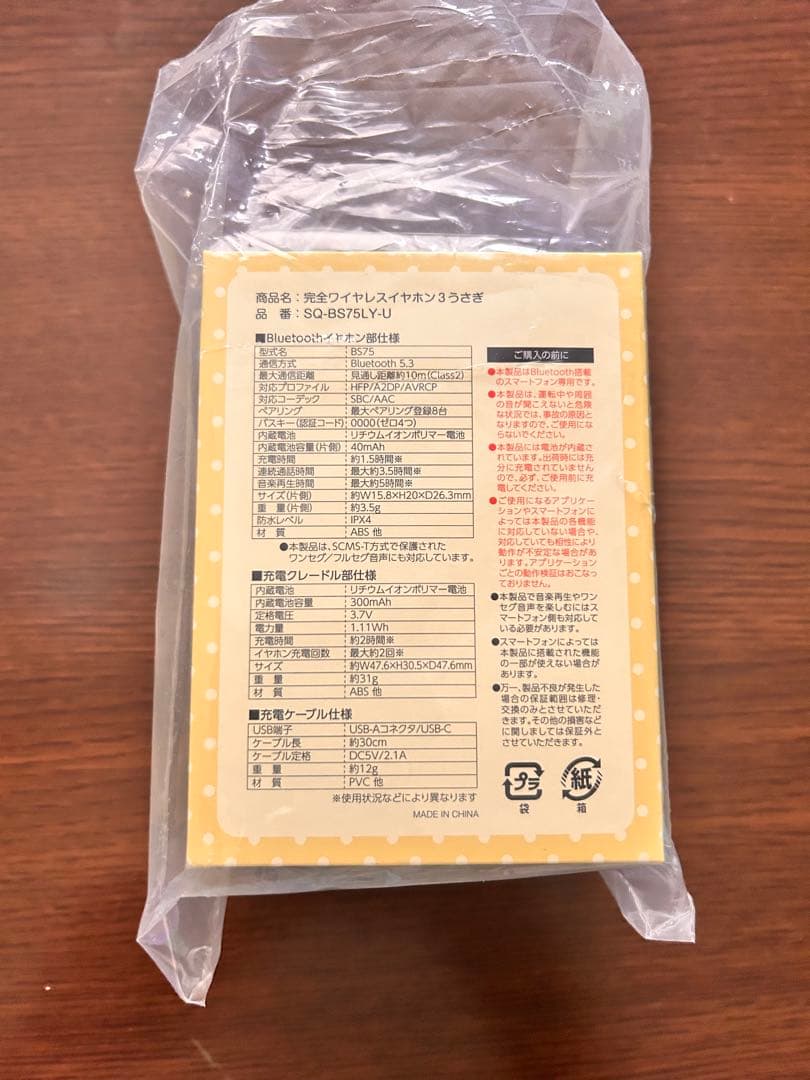 商品名：完全ワイヤレスイヤホン3うさぎ
品　番：SQ-BS75LY-U
■Bluetoothイヤホン部仕様
型式名 BS75
通信方式 Bluetooth 5.3
最大通信距離 見通し距離約10m(Class2)
対応プロファイル HFP/A2DP/AVRCP
対応コーデック SBC/AAC
ペアリング 最大ペアリング登録8台
パスキー(認証コード) 0000(ゼロ4つ)
内蔵電池 リチウムイオンポリマー電池
内蔵電池容量(片側) 40mAh
充電時間 約1.5時間※
連続通話時間 最大約3.5時間※
音楽再生時間 最大約5時間※
サイズ(片側) 約W15.8×H20×D26.3mm
重　量(片側) 約3.5g
防水レベル IPX4
材　質 ABS 他
●本製品は、SCMS-T方式で保護された
ワンセグ/フルセグ音声にも対応しています。
■充電クレードル部仕様
内蔵電池 リチウムイオンポリマー電池
内蔵電池容量 300mAh
定格電圧 3.7V
電力量 1.11Wh
充電時間 約2時間※
イヤホン充電回数 最大約2回※
サイズ 約W47.6×H30.5×D47.6mm
重　量 約31g
材　質 ABS 他
■充電ケーブル仕様
USB端子 USB-Aコネクタ/USB-C
ケーブル長 約30cm
ケーブル定格 DC5V/2.1A
重　量 約12g
材　質 PVC 他
※使用状況などにより異なります
MADE IN CHINA
ご購入の前に
●本製品はBluetooth搭載
のスマートフォン専用です。
●本製品は、運転中や周囲
の音が聞こえないと危険
な状況では、事故の原因と
なりますので、ご使用にな
らないでください。
●本製品には電池が内蔵さ
れています。出荷時には充
分に充電されていません
ので、必ず、ご使用前に充
電してください。
●ご使用になるアプリケー
ションやスマートフォンに
よっては本製品の各機能
に対応していない場合や、
対応していても相性により
動作が不安定な場合があ
ります。アプリケーション
ごとの動作検証はおこなっ
ておりません。
●本製品で音楽再生やワン
セグ音声を楽しむにはス
マートフォン側も対応して
いる必要があります。
●スマートフォンによっては
本製品に搭載された機能
の一部が使えない場合が
あります。
●万一、製品不良が発生した
場合の保証範囲は修理・
交換のみとさせていただ
きます。その他の損害など
に関しましては保証外と
させていただきます。
プラ
袋
紙
箱